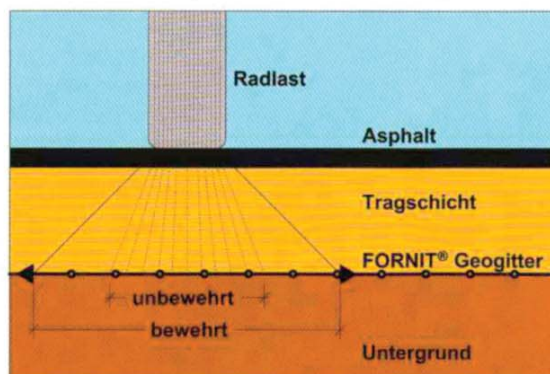 Radlast
Asphalt
Tragschicht
FORNIT® Geogitter
unbewehrt
bewehrt
Untergrund